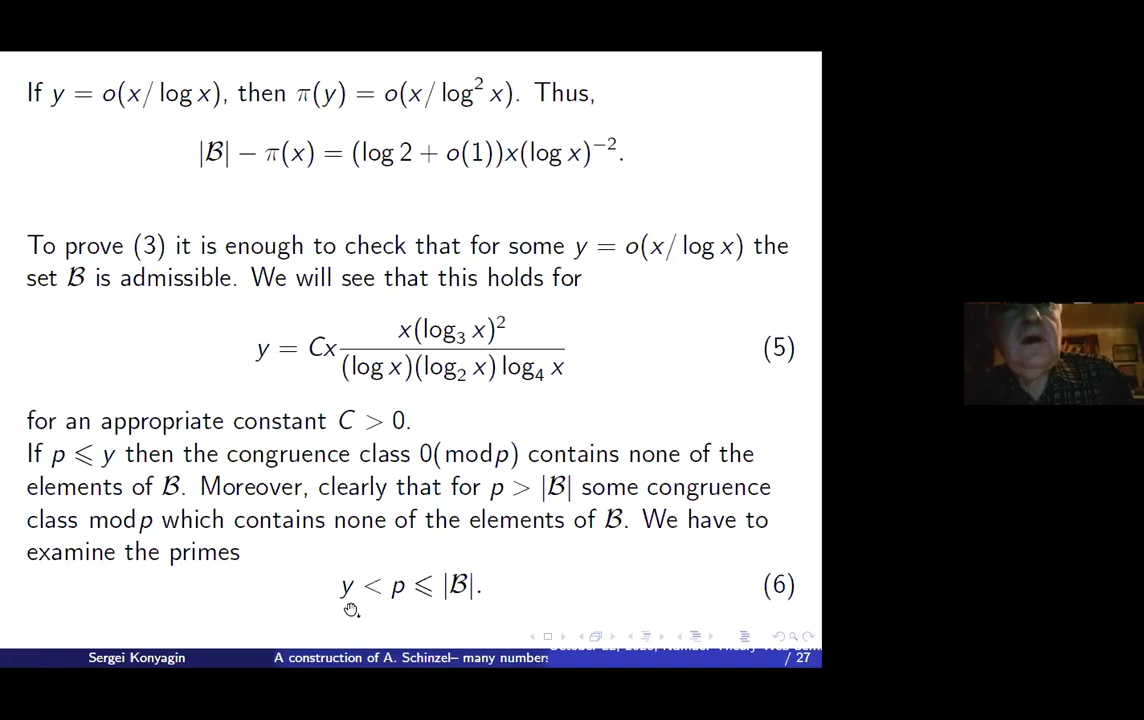 If y = o(x/ log x), then π(y) = o(x/ log² x). Thus,
|ℬ| − π(x) = (log 2 + o(1))x(log x)⁻².
To prove (3) it is enough to check that for some y = o(x/ log x) the
set ℬ is admissible. We will see that this holds for
y = Cx x(log₃ x)² / (log x)(log₂ x) log₄ x (5)
for an appropriate constant C > 0.
If p ⩽ y then the congruence class 0(mod p) contains none of the
elements of ℬ. Moreover, clearly that for p > |ℬ| some congruence
class mod p which contains none of the elements of ℬ. We have to
examine the primes
y < p ⩽ |ℬ|. (6)
Sergei Konyagin A construction of A. Schinzel– many numbers
/ 27